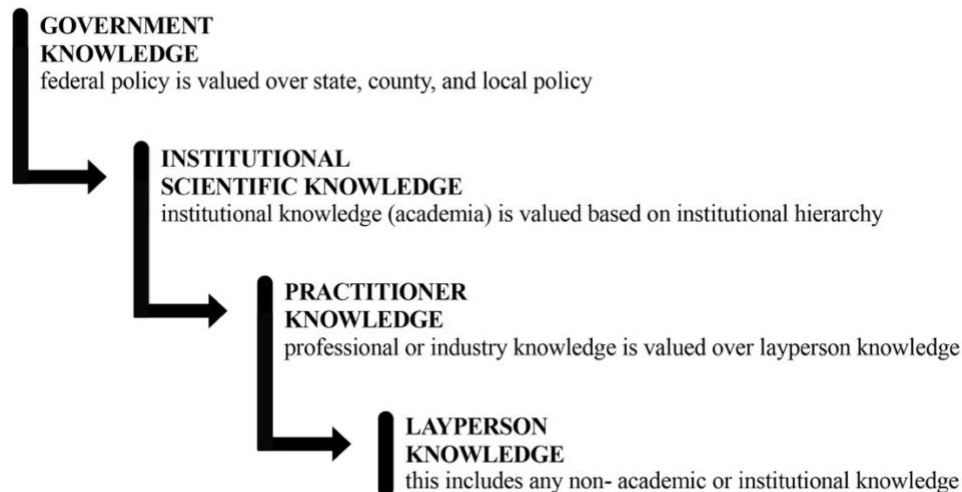 GOVERNMENT
KNOWLEDGE
federal policy is valued over state, county, and local policy
INSTITUTIONAL
SCIENTIFIC KNOWLEDGE
institutional knowledge (academia) is valued based on institutional hierarchy
PRACTITIONER
KNOWLEDGE
professional or industry knowledge is valued over layperson knowledge
LAYPERSON
KNOWLEDGE
this includes any non- academic or institutional knowledge